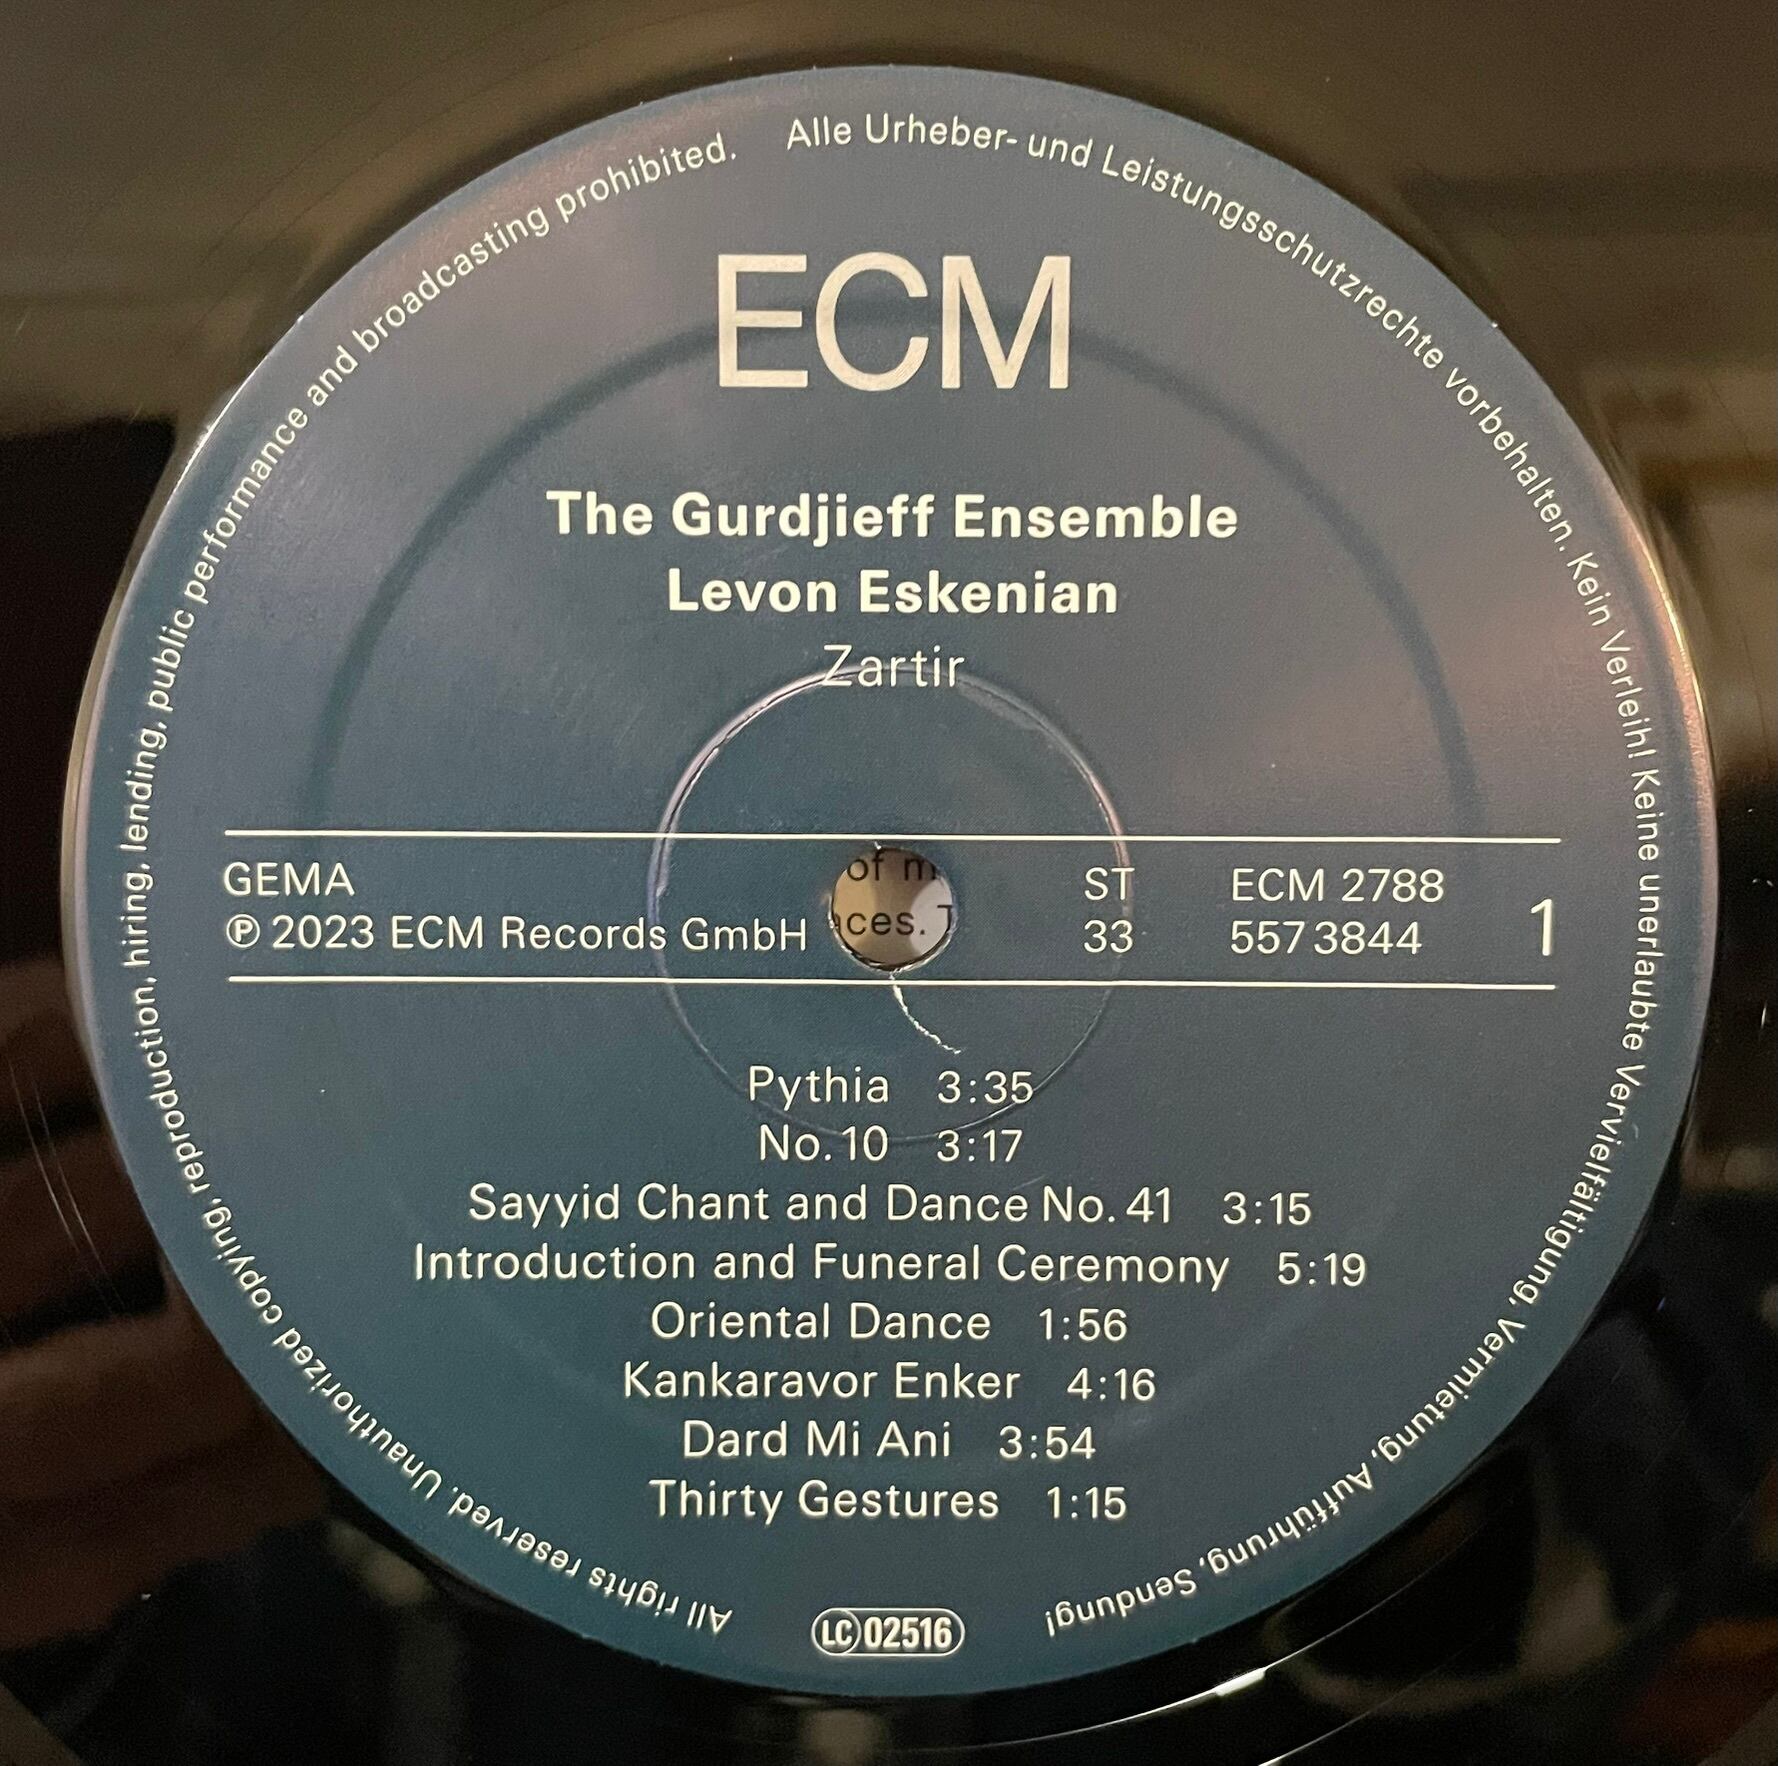 ECM
The Gurdjieff Ensemble
Levon Eskenian
Zartir
GEMA
℗ 2023 ECM Records GmbH
of
ces.
ST
33
ECM 2788
557 3844
1
Pythia 3:35
No. 10 3:17
Sayyid Chant and Dance No. 41 3:15
Introduction and Funeral Ceremony 5:19
Oriental Dance 1:56
Kankaravor Enker 4:16
Dard Mi Ani 3:54
Thirty Gestures 1:15
LC 02516
All rights reserved. Unauthorized copying, reproduction, hiring, lending, public performance and broadcasting prohibited.
Alle Urheber- und Leistungsschutzrechte vorbehalten. Kein Verleih! Keine unerlaubte Vervielfältigung, Vermietung, Aufführung, Sendung!